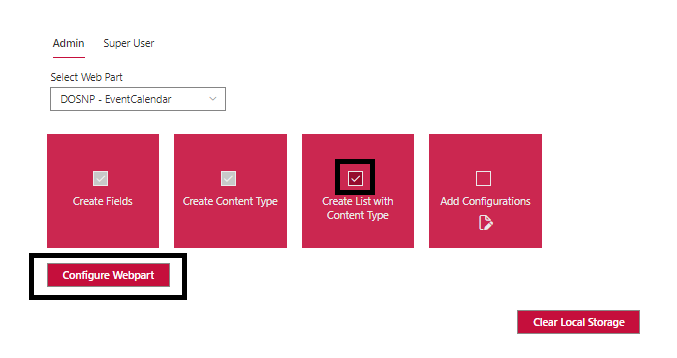 Admin Super User
Select Web Part
DOSNP - EventCalendar
Create Fields
Create Content Type
Create List with
Content Type
Add Configurations
Configure Webpart
Clear Local Storage